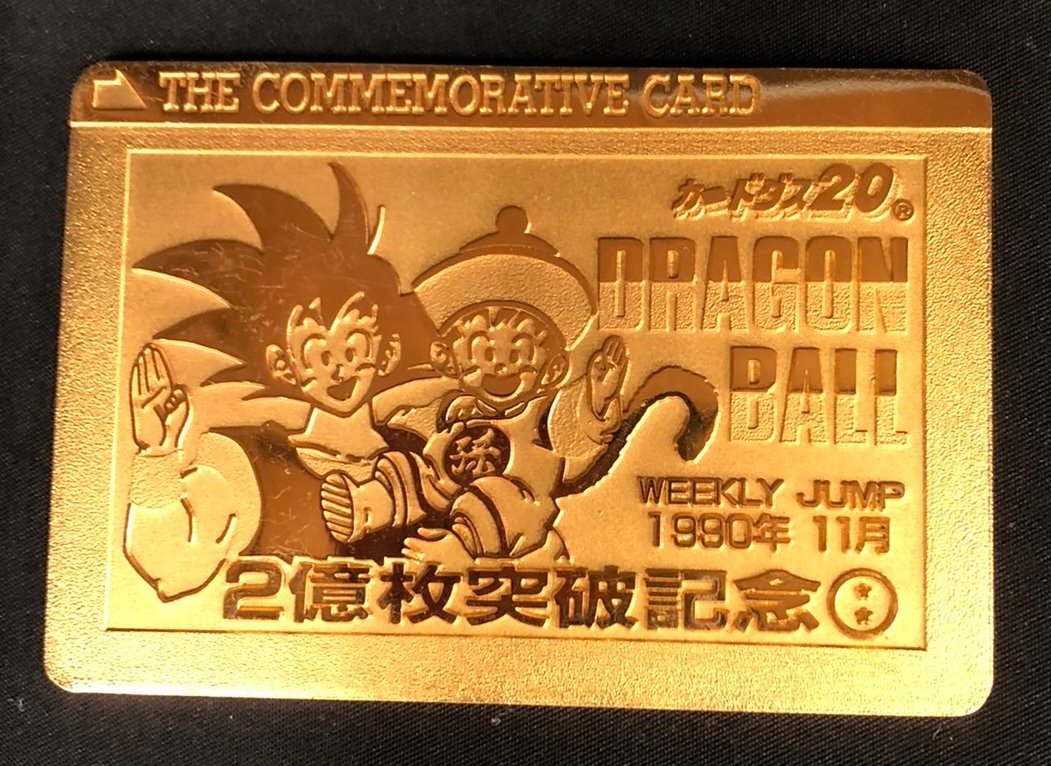 THE COMMEMORATIVE CARD
カードダス20®
DRAGON
BALL
孫
WEEKLY JUMP
1990年 11月
2億枚突破記念